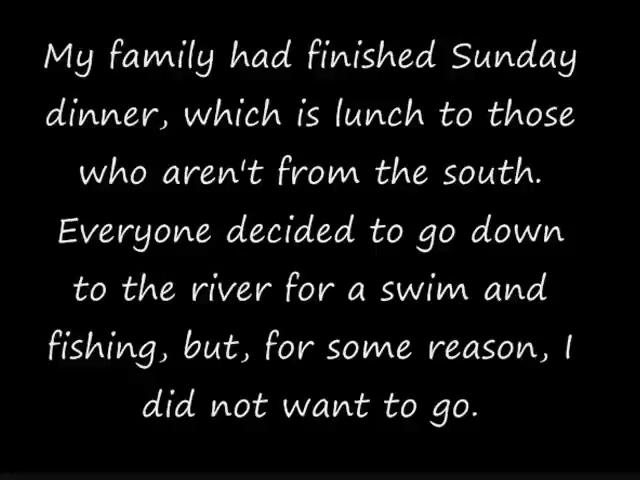 My family had finished Sunday
dinner, which is lunch to those
who aren't from the south.
Everyone decided to go down
to the river for a swim and
fishing, but, for some reason, I
did not want to go.